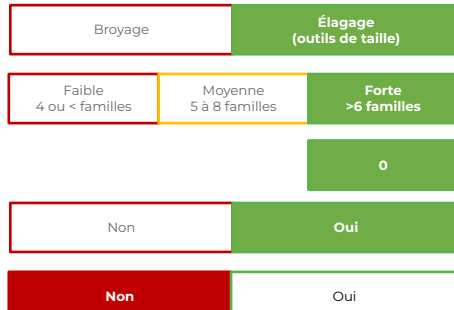 Broyage
Élagage
(outils de taille)
Faible
4 ou < familles
Moyenne
5 à 8 familles
Forte
>6 familles
0
Non
Oui
Non
Oui